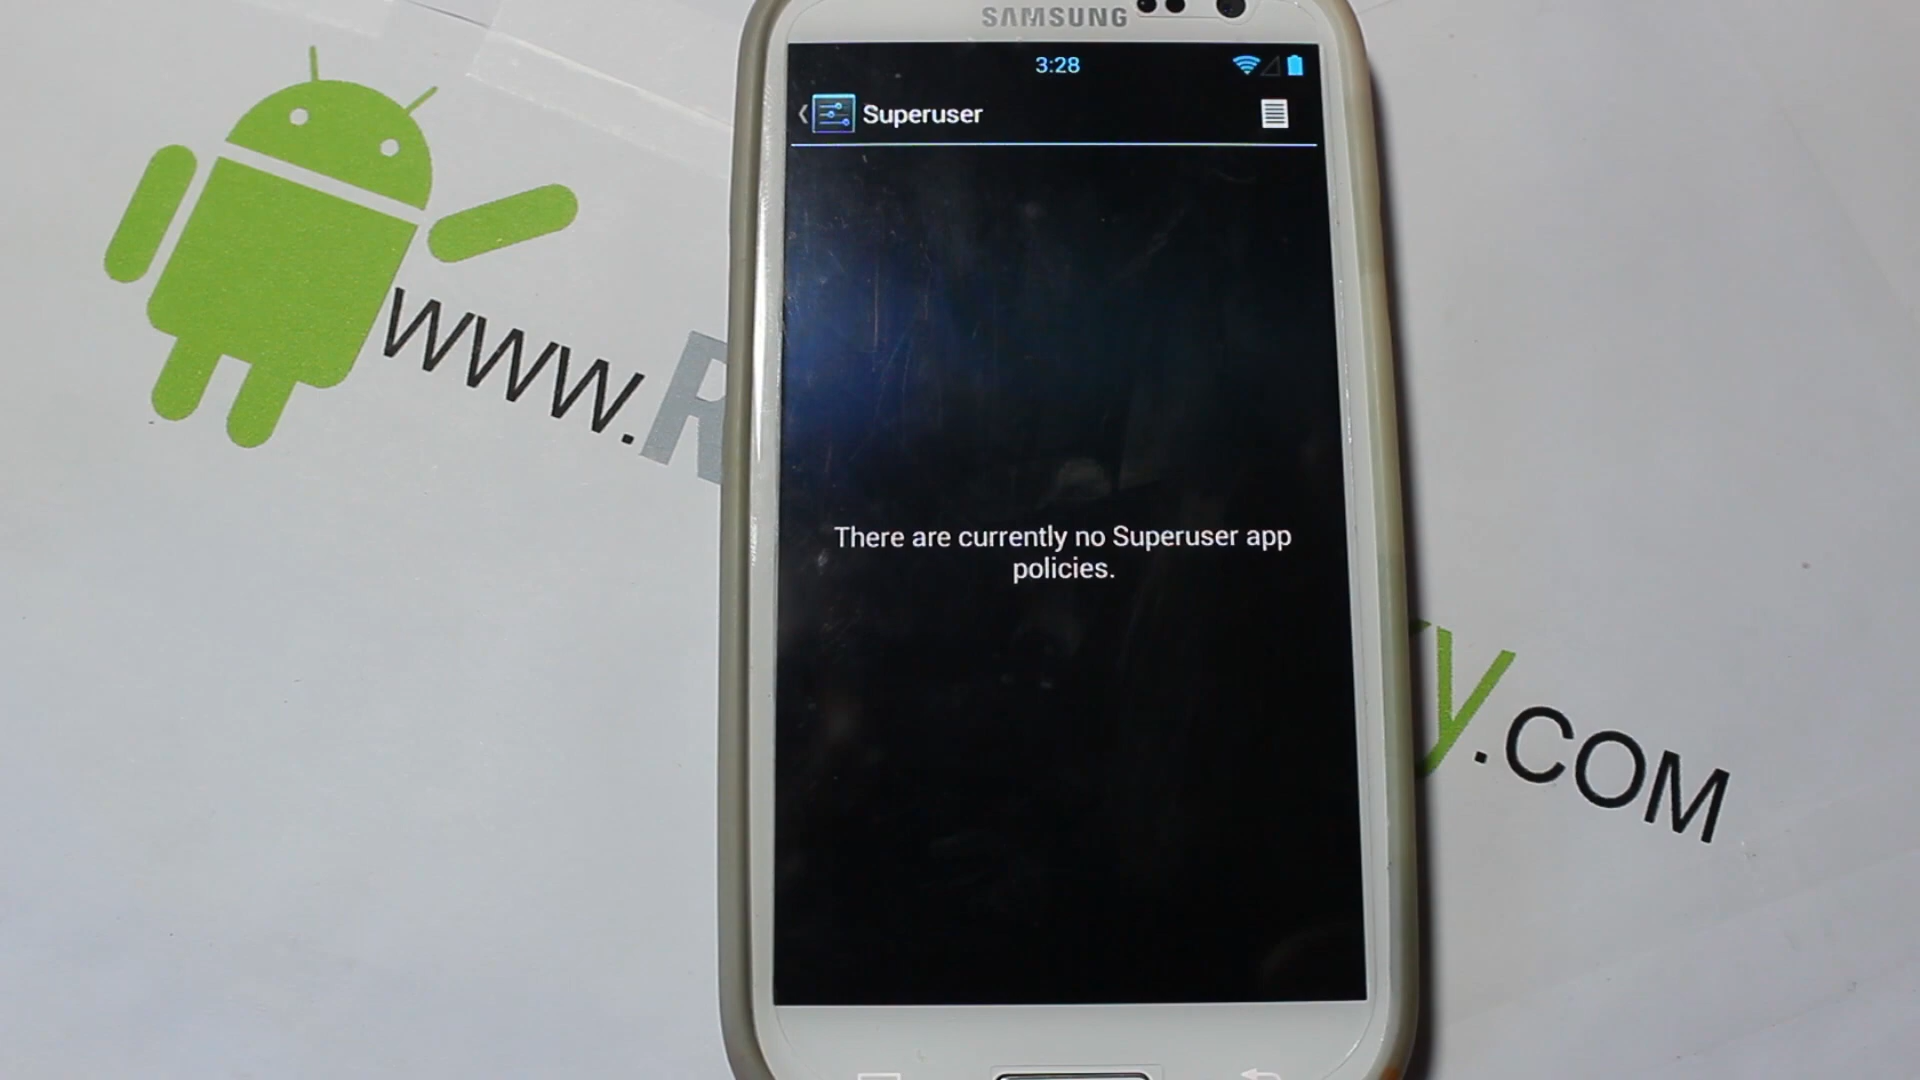 SAMSUNG
3:28
Superuser
There are currently no Superuser app
policies.
www.R
y.COM